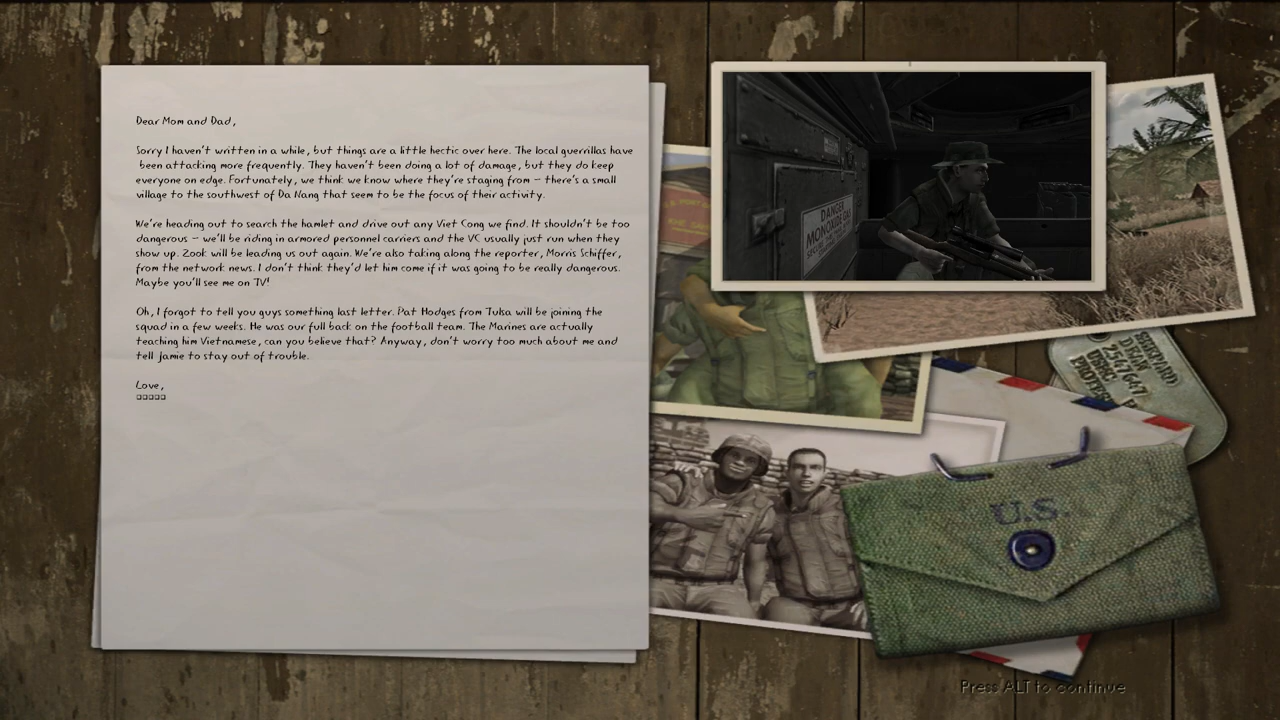 Dear Mom and Dad,
Sorry I haven't written in a while, but things are a little hectic over here. The local guerrillas have
been attacking more frequently. They haven't been doing a lot of damage, but they do keep
everyone on edge. Fortunately, we think we know where they're staging from - there's a small
village to the southwest of Da Nang that seem to be the focus of their activity.
We're heading out to search the hamlet and drive out any Viet Cong we find. It shouldn't be too
dangerous - we'll be riding in armored personnel carriers and the VC usually just run when they
show up. Zook will be leading us out again. We're also taking along the reporter, Morris Schiffer,
from the network news. I don't think they'd let him come if it was going to be really dangerous.
Maybe you'll see me on TV!
Oh, I forgot to tell you guys something last letter. Pat Hodges from Tulsa will be joining the
squad in a few weeks. He was our full back on the football team. The Marines are actually
teaching him Vietnamese, can you believe that? Anyway, don't worry too much about me and
tell Jamie to stay out of trouble.
Love,
DANGER
MONOXIDE GAS
DEAN
2567647
USMC
U.S.
Press ALT to continue